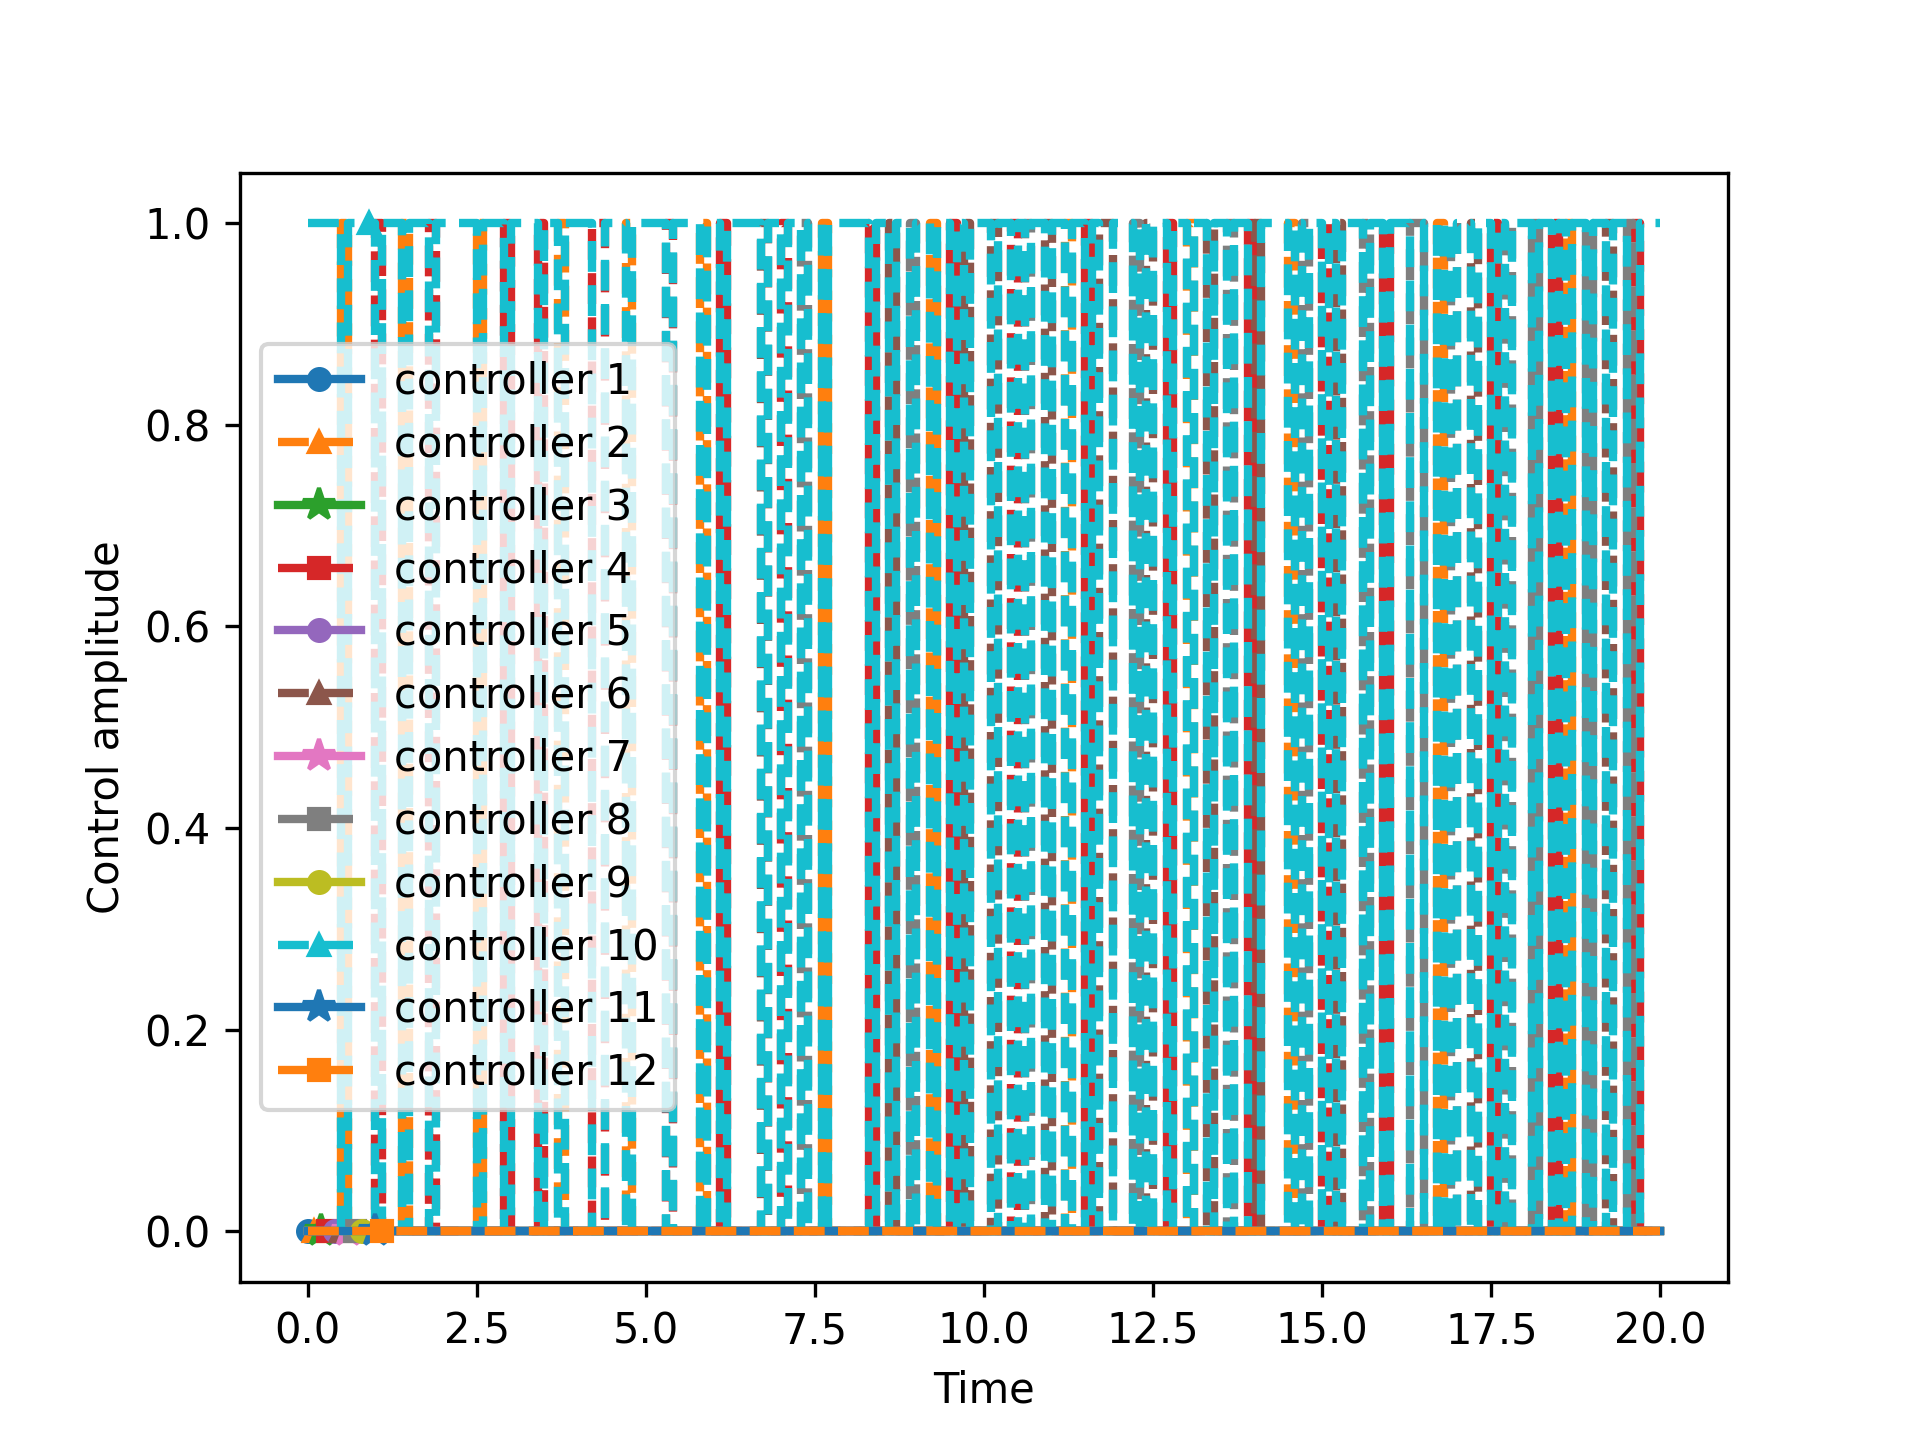 1.0
0.8
0.6
0.4
0.2
0.0
Control amplitude
controller 1
controller 2
controller 3
controller 4
controller 5
controller 6
controller 7
controller 8
controller 9
controller 10
controller 11
controller 12
0.0 2.5 5.0 7.5 10.0 12.5 15.0 17.5 20.0
Time